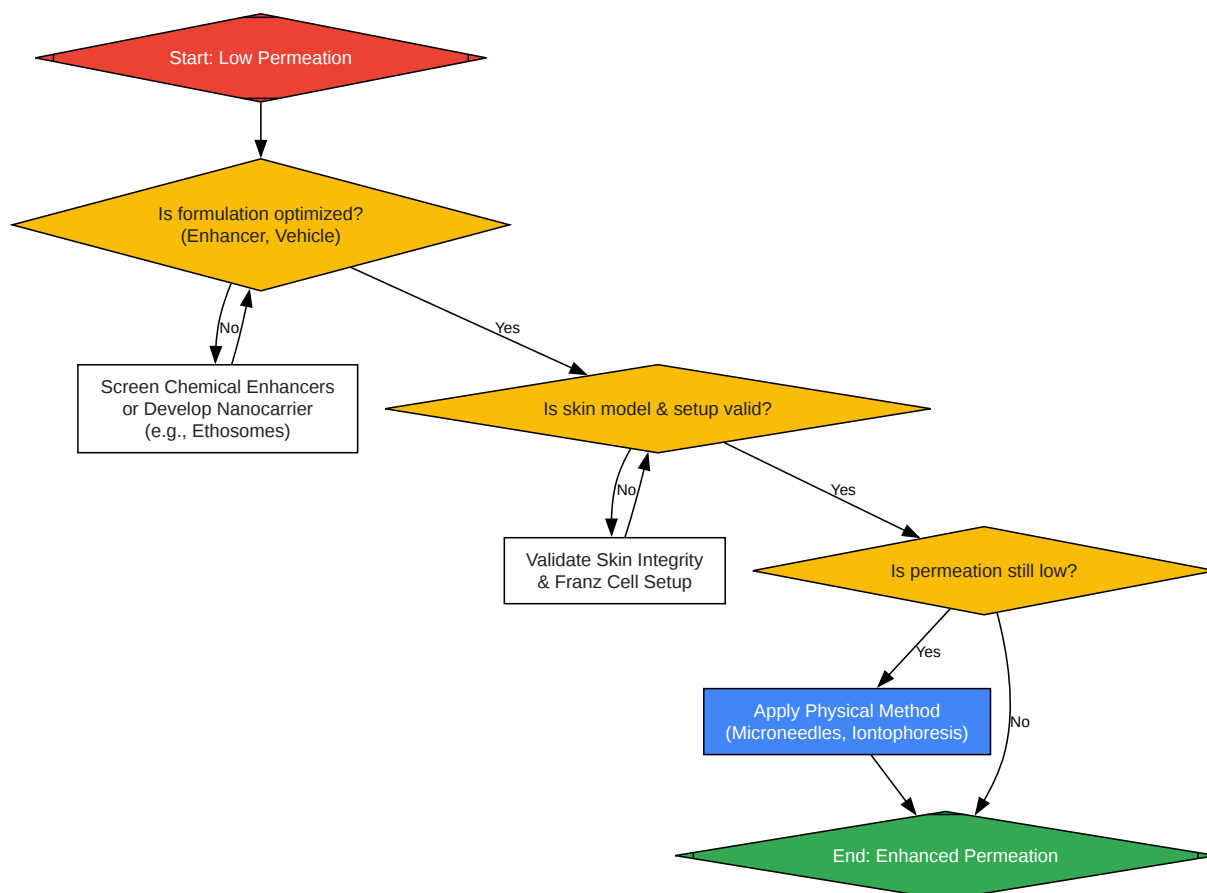 Start: Low Permeation
Is formulation optimized?
(Enhancer, Vehicle)
No
Yes
Screen Chemical Enhancers
or Develop Nanocarrier
(e.g., Ethosomes)
Is skin model & setup valid?
No
Yes
Validate Skin Integrity
& Franz Cell Setup
Is permeation still low?
Yes
No
Apply Physical Method
(Microneedles, Iontophoresis)
End: Enhanced Permeation